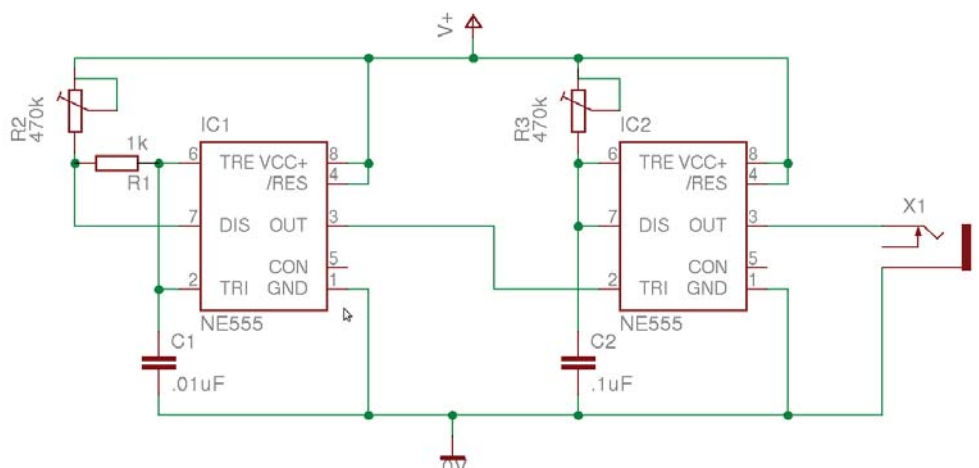 V+
R2
470k
1k
R1
IC1
6
TRE
VCC+
8
/RES
4
7
DIS
OUT
3
CON
5
2
TRI
GND
1
NE555
C1
.01uF
R3
470k
IC2
6
TRE
VCC+
8
/RES
4
7
DIS
OUT
3
CON
5
2
TRI
GND
1
NE555
C2
.1uF
X1
0V